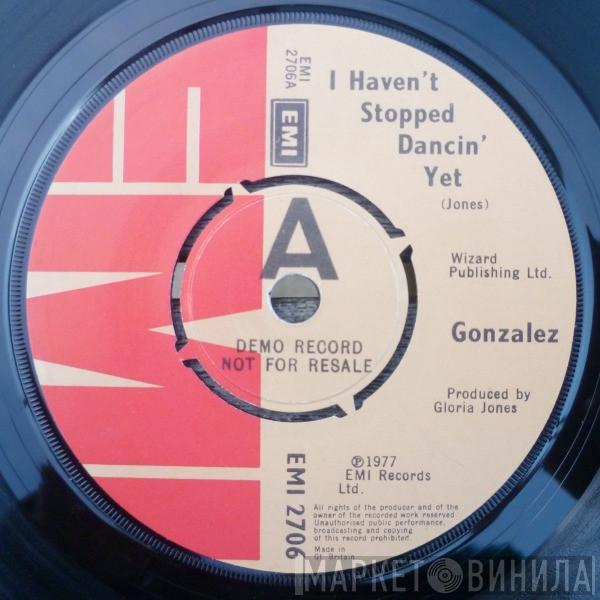 EMI
2706A
EMI
I Haven't
Stopped
Dancin'
Yet
(Jones)
A
Wizard
Publishing Ltd.
DEMO RECORD
NOT FOR RESALE
Gonzalez
Produced by
Gloria Jones
EMI 2706
℗1977
EMI Records
Ltd.
All rights of the producer and of the
owner of the recorded work reserved.
Unauthorised public performance,
broadcasting and copying
of this record prohibited.
Made in
Gt. Britain
EMI
МАРКЕТ ВИНИЛА